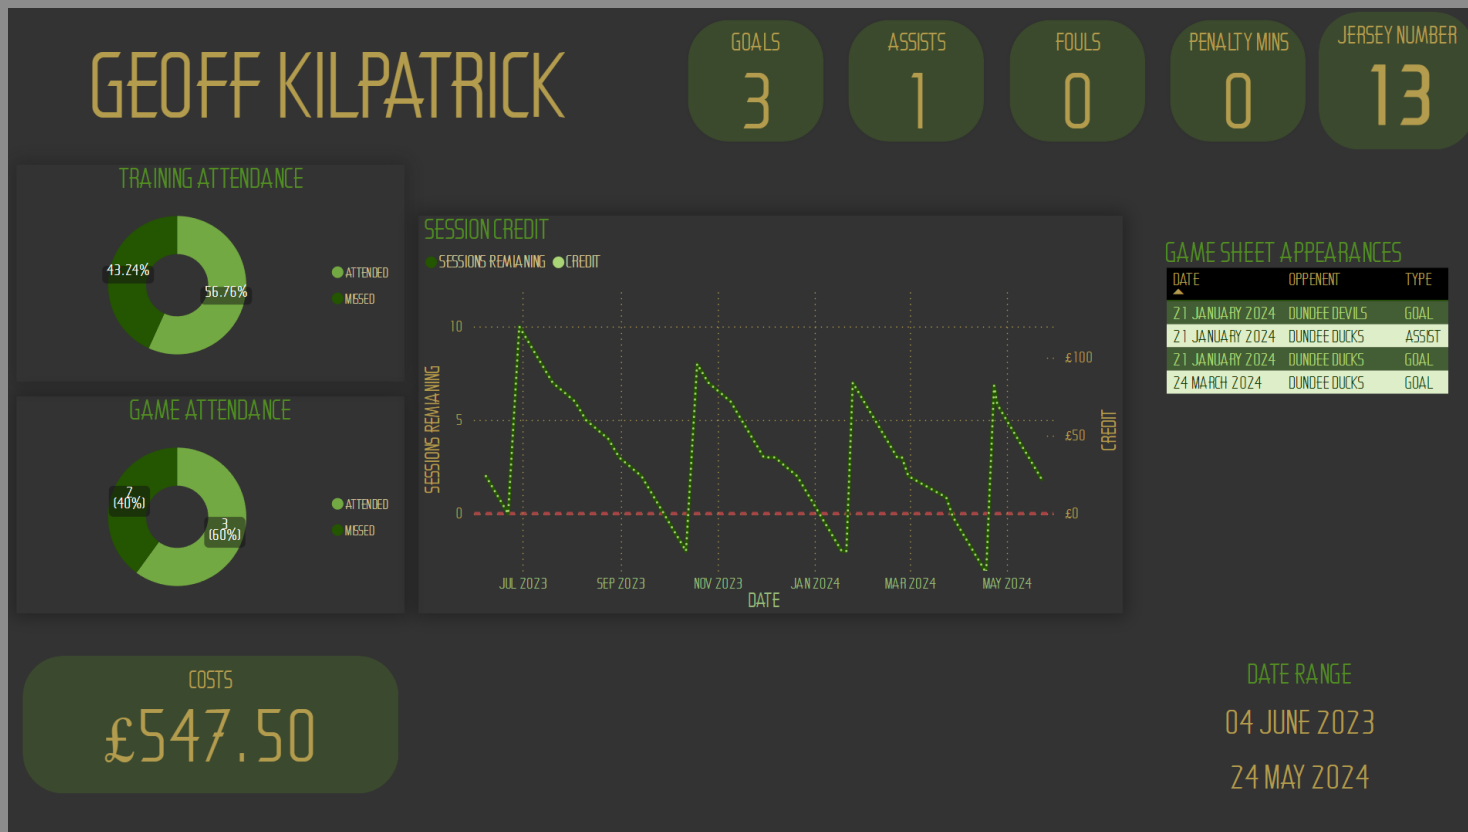 GEOFF KILPATRICK
GOALS
3
ASSISTS
1
FOULS
0
PENALTY MINS
0
JERSEY NUMBER
13
TRAINING ATTENDANCE
43.24%
56.76%
ATTENDED
MISSED
GAME ATTENDANCE
7
(40%)
3
(60%)
ATTENDED
MISSED
SESSION CREDIT
SESSIONS REMIANING CREDIT
SESSIONS REMIANING
10
5
0
£100
£50
£0
CREDIT
JUL 2023 SEP 2023 NOV 2023 JAN 2024 MAR 2024 MAY 2024
DATE
GAME SHEET APPEARANCES
DATE OPPENENT TYPE
21 JANUARY 2024 DUNDEE DEVILS GOAL
21 JANUARY 2024 DUNDEE DUCKS ASSIST
21 JANUARY 2024 DUNDEE DUCKS GOAL
24 MARCH 2024 DUNDEE DUCKS GOAL
COSTS
£547.50
DATE RANGE
04 JUNE 2023
24 MAY 2024